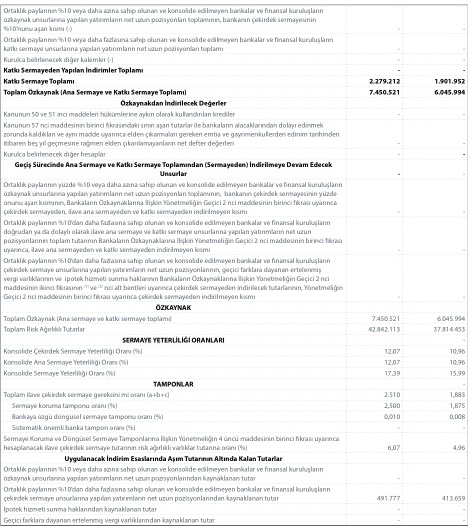 Ortaklık paylarının %10 veya daha azına sahip olunan ve konsolide edilmeyen bankalar ve finansal kuruluşların
özkaynak unsurlarına yapılan yatırımların net uzun pozisyonları toplamının, bankanın çekirdek sermayesinin
%10'nunu aşan kısmı (-) - -
Ortaklık paylarının %10 veya daha fazlasına sahip olunan ve konsolide edilmeyen bankalar ve finansal kuruluşların
katkı sermaye unsurlarına yapılan yatırımların net uzun pozisyonları toplamı - -
Kurulca belirlenecek diğer kalemler (-) - -
Katkı Sermayeden Yapılan İndirimler Toplamı - -
Katkı Sermaye Toplamı 2.279.212 1.901.952
Toplam Özkaynak (Ana Sermaye ve Katkı Sermaye Toplamı) 7.450.521 6.045.994
Özkaynaktan İndirilecek Değerler
Kanunun 50 ve 51 inci maddeleri hükümlerine aykırı olarak kullandırılan krediler - -
Kanunun 57 nci maddesinin birinci fıkrasındaki sınırı aşan tutarlar ile bankaların alacaklarından dolayı edinmek
zorunda kaldıkları ve aynı madde uyarınca elden çıkarmaları gereken emtia ve gayrimenkullerden edinim tarihinden
itibaren beş yıl geçmesine rağmen elden çıkarılamayanların net defter değerleri - -
Kurulca belirlenecek diğer hesaplar - -
Geçiş Sürecinde Ana Sermaye ve Katkı Sermaye Toplamından (Sermayeden) İndirilmeye Devam Edecek
Unsurlar - -
Ortaklık paylarının yüzde %10 veya daha azına sahip olunan ve konsolide edilmeyen bankalar ve finansal kuruluşların
özkaynak unsurlarına yapılan yatırımların net uzun pozisyonları toplamının, bankanın çekirdek sermayesinin yüzde
onunu aşan kısmının, Bankaların Özkaynaklarına İlişkin Yönetmeliğin Geçici 2 nci maddesinin birinci fıkrası uyarınca
çekirdek sermayeden, ilave ana sermayeden ve katkı sermayeden indirilmeyen kısmı - -
Ortaklık paylarının %10'dan daha fazlasına sahip olunan ve konsolide edilmeyen bankalar ve finansal kuruluşların
doğrudan ya da dolaylı olarak ilave ana sermaye ve katkı sermaye unsurlarına yapılan yatırımların net uzun
pozisyonlarının toplam tutarının Bankaların Özkaynaklarına İlişkin Yönetmeliğin Geçici 2 nci maddesinin birinci fıkrası
uyarınca, ilave ana sermayeden ve katkı sermayeden indirilmeyen kısmı - -
Ortaklık paylarının %10'dan daha fazlasına sahip olunan ve konsolide edilmeyen bankalar ve finansal kuruluşların
çekirdek sermaye unsurlarına yapılan yatırımların net uzun pozisyonlarının, geçici farklara dayanan ertelenmiş
vergi varlıklarının ve ipotek hizmeti sunma haklarının Bankaların Özkaynaklarına İlişkin Yönetmeliğin Geçici 2 nci
maddesinin ikinci fıkrasının (1) ve (2) nci alt bentleri uyarınca çekirdek sermayeden indirilecek tutarlarının, Yönetmeliğin
Geçici 2 nci maddesinin birinci fıkrası uyarınca çekirdek sermayeden indirilmeyen kısmı - -
ÖZKAYNAK
Toplam Özkaynak (Ana sermaye ve katkı sermaye toplamı) 7.450.521 6.045.994
Toplam Risk Ağırlıklı Tutarlar 42.842.113 37.814.453
SERMAYE YETERLİLİĞİ ORANLARI -
Konsolide Çekirdek Sermaye Yeterliliği Oranı (%) 12,07 10,96
Konsolide Ana Sermaye Yeterliliği Oranı (%) 12,07 10,96
Konsolide Sermaye Yeterliliği Oranı (%) 17,39 15,99
TAMPONLAR
Toplam ilave çekirdek sermaye gereksini mi oranı (a+b+c) 2.510 1,883
Sermaye koruma tamponu oranı (%) 2,500 1,875
Bankaya özgü döngüsel sermaye tamponu oranı (%) 0,010 0,008
Sistematik önemli banka tampon oranı (%) - -
Sermaye Koruma ve Döngüsel Sermaye Tamponlarına İlişkin Yönetmeliğin 4 üncü maddesinin birinci fıkrası uyarınca
hesaplanacak ilave çekirdek sermaye tutarının risk ağırlıklı varlıklar tutarına oranı (%) 6,07 4,96
Uygulanacak İndirim Esaslarında Aşım Tutarının Altında Kalan Tutarlar
Ortaklık paylarının %10 veya daha azına sahip olunan ve konsolide edilmeyen bankalar ve finansal kuruluşların
özkaynak unsurlarına yapılan yatırımların net uzun pozisyonlarından kaynaklanan tutar - -
Ortaklık paylarının %10'dan daha fazlasına sahip olunan ve konsolide edilmeyen bankalar ve finansal kuruluşların
çekirdek sermaye unsurlarına yapılan yatırımların net uzun pozisyonlarından kaynaklanan tutar 491.777 413.659
İpotek hizmeti sunma haklarından kaynaklanan tutar - -
Geçici farklara dayanan ertelenmiş vergi varlıklarından kaynaklanan tutar - -